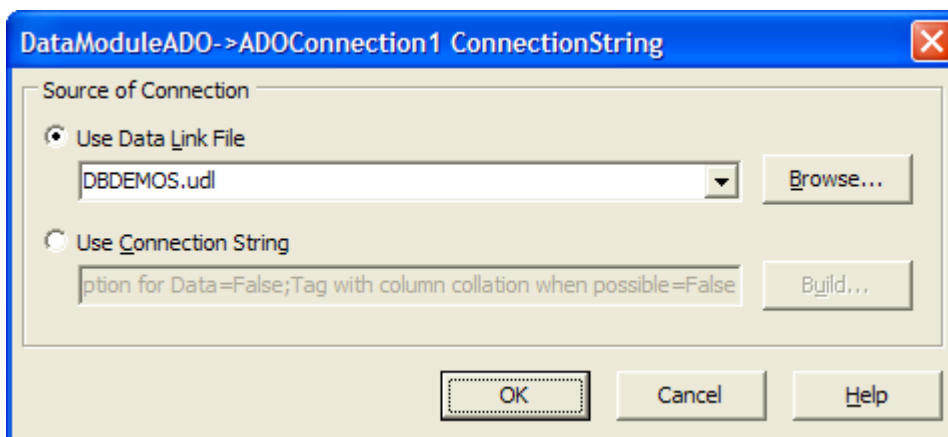 DataModuleADO->ADOConnection1 ConnectionString
Source of Connection
Use Data Link File
DBDEMOS.udl
Browse...
Use Connection String
ption for Data=False;Tag with column collation when possible=False
Build...
OK
Cancel
Help